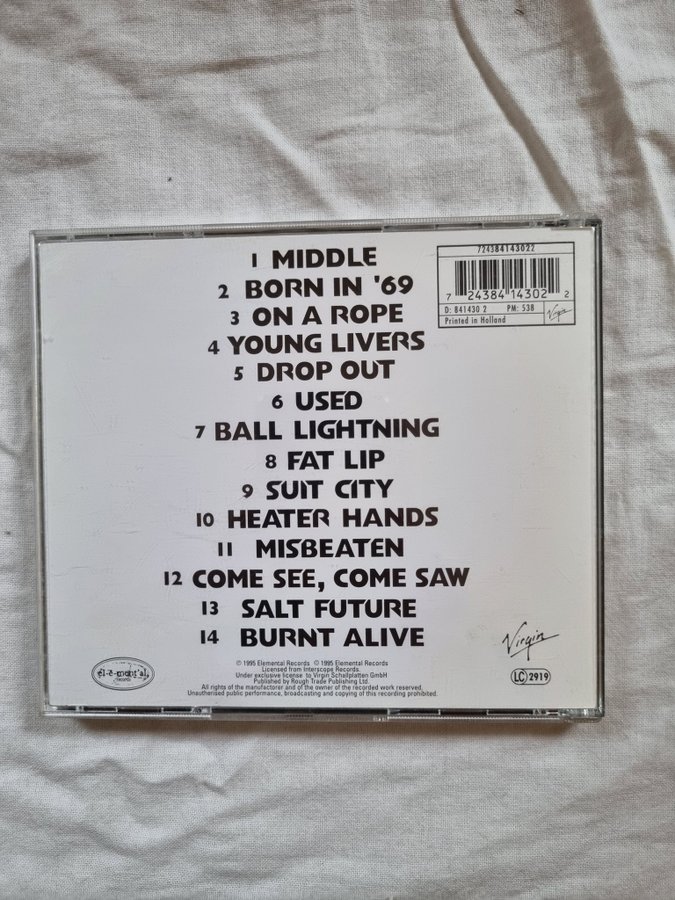 1 MIDDLE
2 BORN IN '69
3 ON A ROPE
4 YOUNG LIVERS
5 DROP OUT
6 USED
7 BALL LIGHTNING
8 FAT LIP
9 SUIT CITY
10 HEATER HANDS
11 MISBEATEN
12 COME SEE, COME SAW
13 SALT FUTURE
14 BURNT ALIVE
724384143022
7 24384 14302 2
D: 841430 2 PM: 538
Printed in Holland
Virgin
el-e-mental
℗ 1995 Elemental Records © 1995 Elemental Records
Licensed from Interscope Records.
Under exclusive license to Virgin Schallplatten GmbH
Published by Rough Trade Publishing Ltd.
All rights of the manufacturer and of the owner of the recorded work reserved.
Unauthorised public performance, broadcasting and copying of this recording prohibited.
Virgin
LC 2919